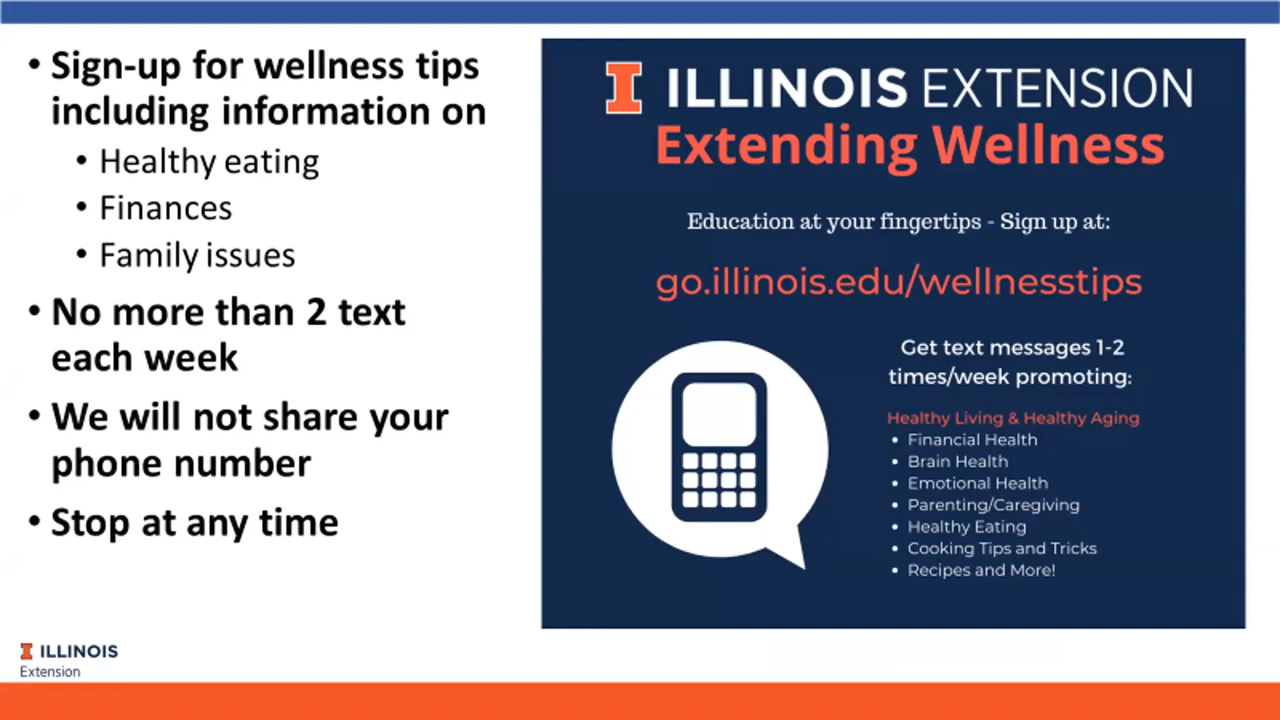 • Sign-up for wellness tips
including information on
• Healthy eating
• Finances
• Family issues
• No more than 2 text
each week
• We will not share your
phone number
• Stop at any time
I ILLINOIS EXTENSION
Extending Wellness
Education at your fingertips - Sign up at:
go.illinois.edu/wellnesstips
Get text messages 1-2
times/week promoting:
Healthy Living & Healthy Aging
• Financial Health
• Brain Health
• Emotional Health
• Parenting/Caregiving
• Healthy Eating
• Cooking Tips and Tricks
• Recipes and More!
I ILLINOIS
Extension